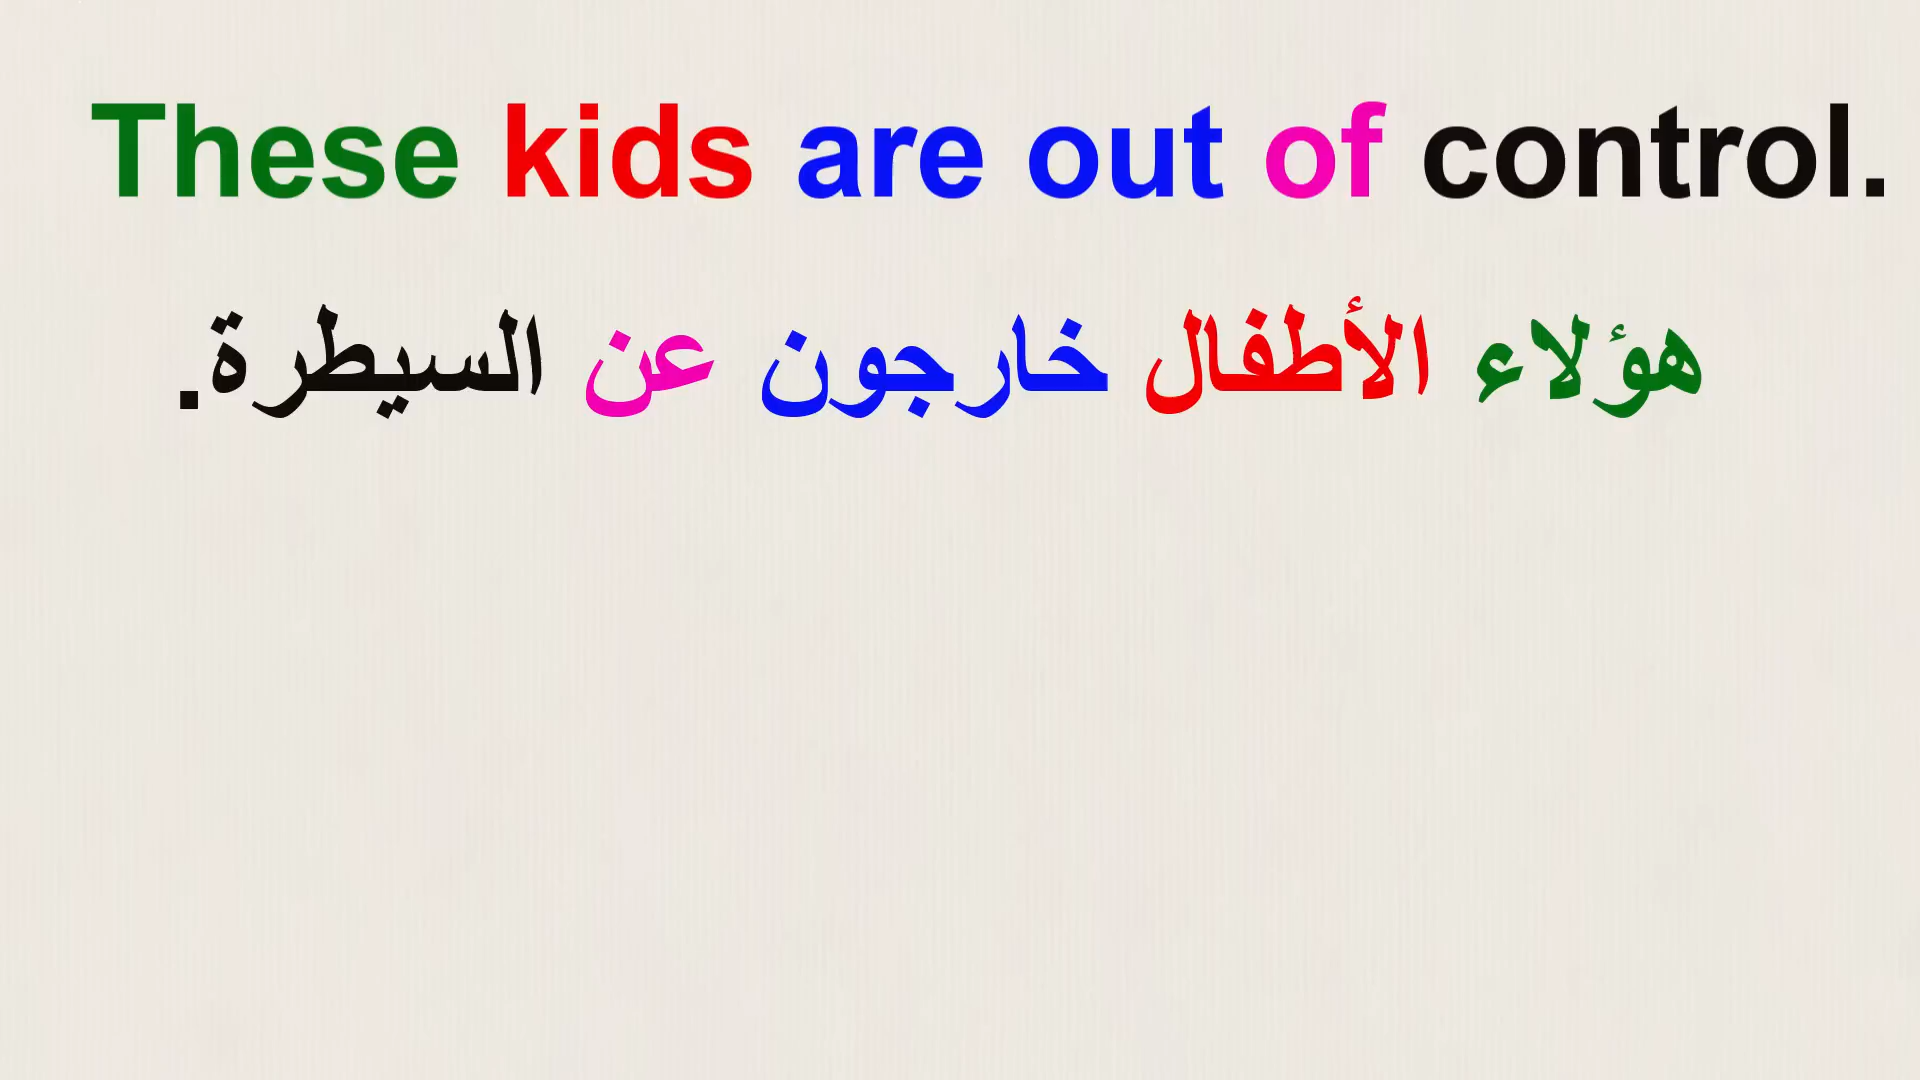 These kids are out of control.
هؤلاء الأطفال خارجون عن السيطرة.